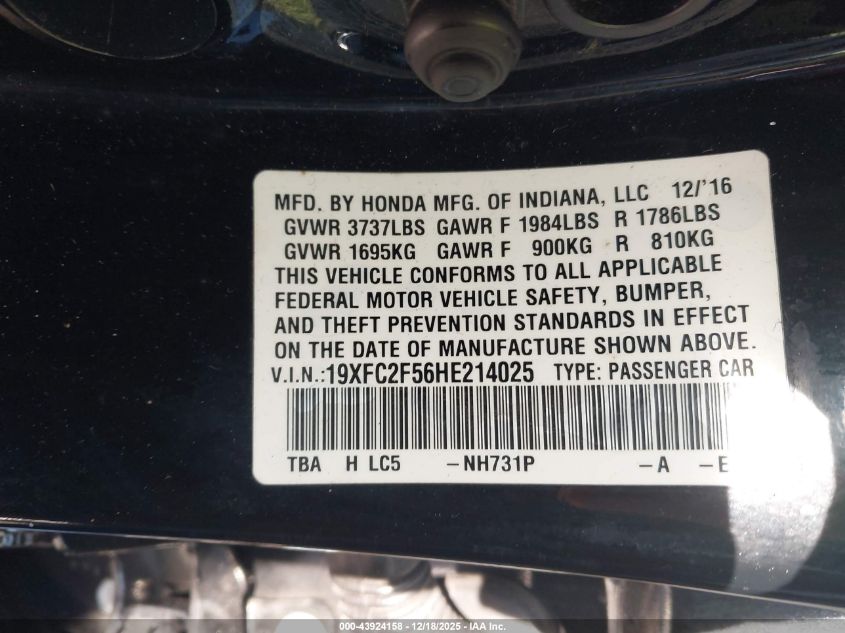 MFD. BY HONDA MFG. OF INDIANA, LLC 12/'16
GVWR 3737LBS GAWR F 1984LBS R 1786LBS
GVWR 1695KG GAWR F 900KG R 810KG
THIS VEHICLE CONFORMS TO ALL APPLICABLE
FEDERAL MOTOR VEHICLE SAFETY, BUMPER,
AND THEFT PREVENTION STANDARDS IN EFFECT
ON THE DATE OF MANUFACTURE SHOWN ABOVE.
V.I.N.:19XFC2F56HE214025 TYPE: PASSENGER CAR
TBA H LC5 -NH731P -A -E
000-43924158 - 12/18/2025 - IAA Inc.